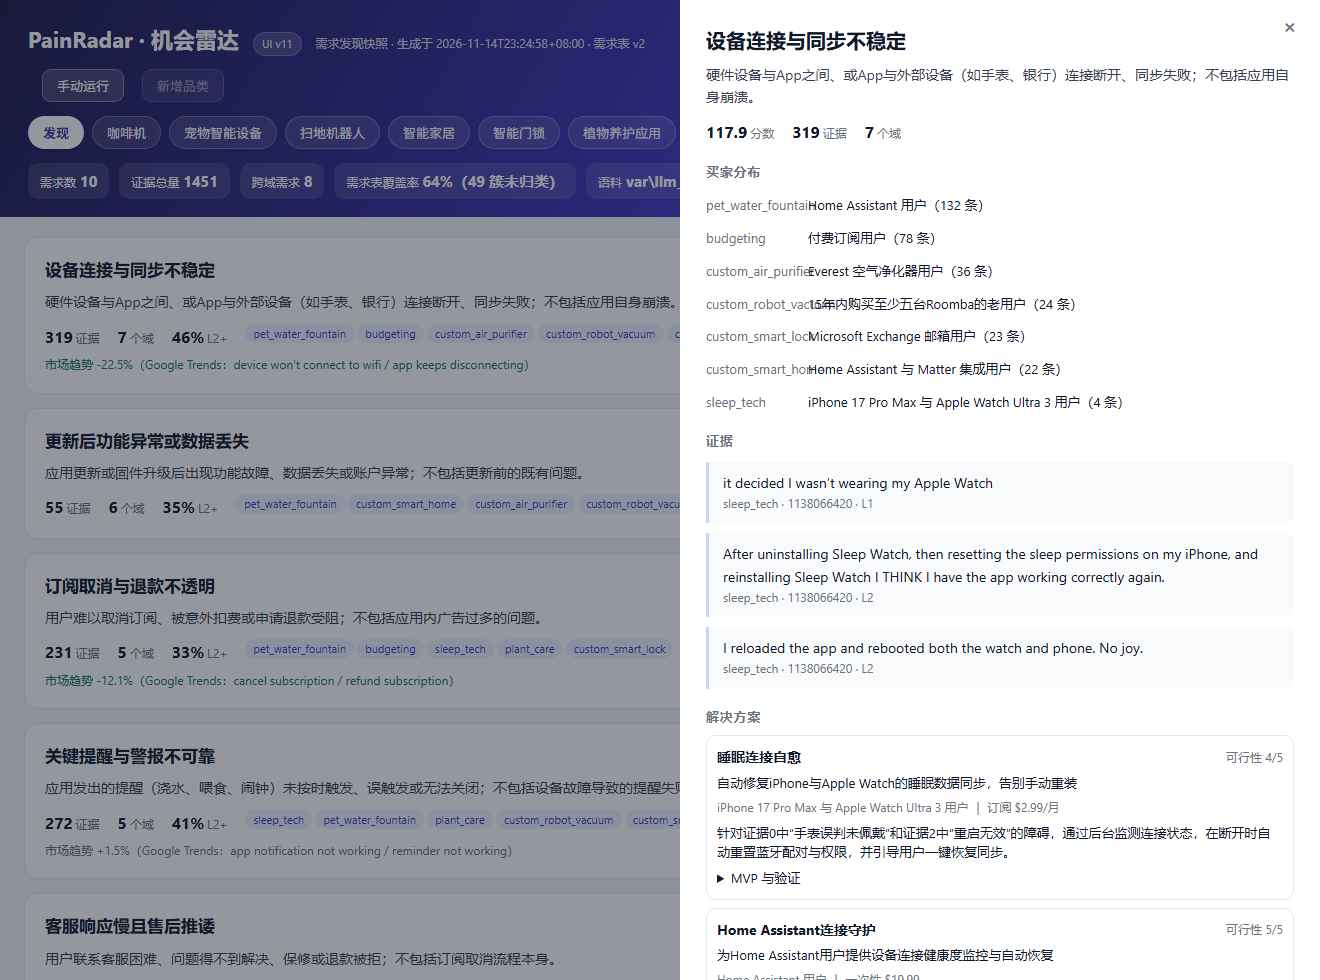 PainRadar · 机会雷达
UI v11
需求发现快照 · 生成于 2026-11-14T23:24:58+08:00 · 需求表 v2
手动运行
新增品类
发现
咖啡机
宠物智能设备
扫地机器人
智能家居
智能门锁
植物养护应用
需求数 10
证据总量 1451
跨域需求 8
需求表覆盖率 64%（49 簇未归类）
语料 var\llm_
设备连接与同步不稳定
硬件设备与App之间、或App与外部设备（如手表、银行）连接断开、同步失败；不包括应用自身崩溃。
319 证据 7 个域 46% L2+ pet_water_fountain budgeting custom_air_purifier custom_robot_vacuum c
市场趋势 -22.5%（Google Trends：device won't connect to wifi / app keeps disconnecting）
更新后功能异常或数据丢失
应用更新或固件升级后出现功能故障、数据丢失或账户异常；不包括更新前的既有问题。
55 证据 6 个域 35% L2+ pet_water_fountain custom_smart_home custom_air_purifier custom_robot_vacu
订阅取消与退款不透明
用户难以取消订阅、被意外扣费或申请退款受阻；不包括应用内广告过多的问题。
231 证据 5 个域 33% L2+ pet_water_fountain budgeting sleep_tech plant_care custom_smart_lock
市场趋势 -12.1%（Google Trends：cancel subscription / refund subscription）
关键提醒与警报不可靠
应用发出的提醒（浇水、喂食、闹钟）未按时触发、误触发或无法关闭；不包括设备故障导致的提醒失
272 证据 5 个域 41% L2+ sleep_tech pet_water_fountain plant_care custom_robot_vacuum custom_s
市场趋势 +1.5%（Google Trends：app notification not working / reminder not working）
客服响应慢且售后推诿
用户联系客服困难、问题得不到解决、保修或退款被拒；不包括订阅取消流程本身。
×
设备连接与同步不稳定
硬件设备与App之间、或App与外部设备（如手表、银行）连接断开、同步失败；不包括应用自
身崩溃。
117.9 分数 319 证据 7 个域
买家分布
pet_water_fountain Home Assistant 用户（132 条）
budgeting 付费订阅用户（78 条）
custom_air_purifier Everest 空气净化器用户（36 条）
custom_robot_vacuum 15年内购买至少五台Roomba的老用户（24 条）
custom_smart_lock Microsoft Exchange 邮箱用户（23 条）
custom_smart_home Home Assistant 与 Matter 集成用户（22 条）
sleep_tech iPhone 17 Pro Max 与 Apple Watch Ultra 3 用户（4 条）
证据
it decided I wasn't wearing my Apple Watch
sleep_tech · 1138066420 · L1
After uninstalling Sleep Watch, then resetting the sleep permissions on my iPhone, and
reinstalling Sleep Watch I THINK I have the app working correctly again.
sleep_tech · 1138066420 · L2
I reloaded the app and rebooted both the watch and phone. No joy.
sleep_tech · 1138066420 · L2
解决方案
睡眠连接自愈 可行性 4/5
自动修复iPhone与Apple Watch的睡眠数据同步，告别手动重装
iPhone 17 Pro Max 与 Apple Watch Ultra 3 用户 ｜ 订阅 $2.99/月
针对证据0中“手表误判未佩戴”和证据2中“重启无效”的障碍，通过后台监测连接状态，在断开时自
动重置蓝牙配对与权限，并引导用户一键恢复同步。
▶ MVP 与验证
Home Assistant连接守护 可行性 5/5
为Home Assistant用户提供设备连接健康度监控与自动恢复
Home Assistant 用户 ｜ 一次性 $19.99